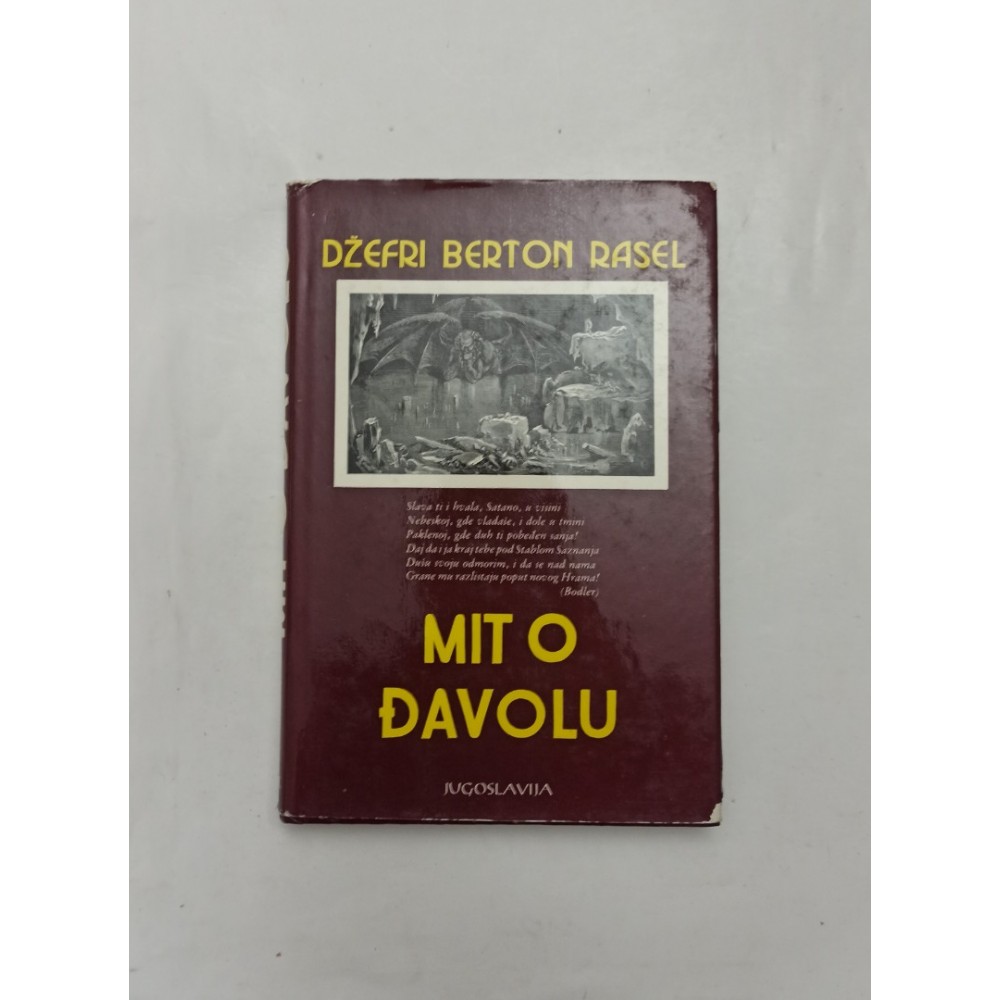 DŽEFRI BERTON RASEL
Slava ti i hvala, Satano, u visini
Nebeskoj, gde vladaše, i dole u tmini
Paklenoj, gde duh ti pobeđen sanja!
Daj da i ja kraj tebe pod Stablom Saznanja
Dušu svoju odmorim, i da se nad nama
Grane mu razlistaju poput novog Hrama!
(Bodler)
MIT O
ĐAVOLU
JUGOSLAVIJA